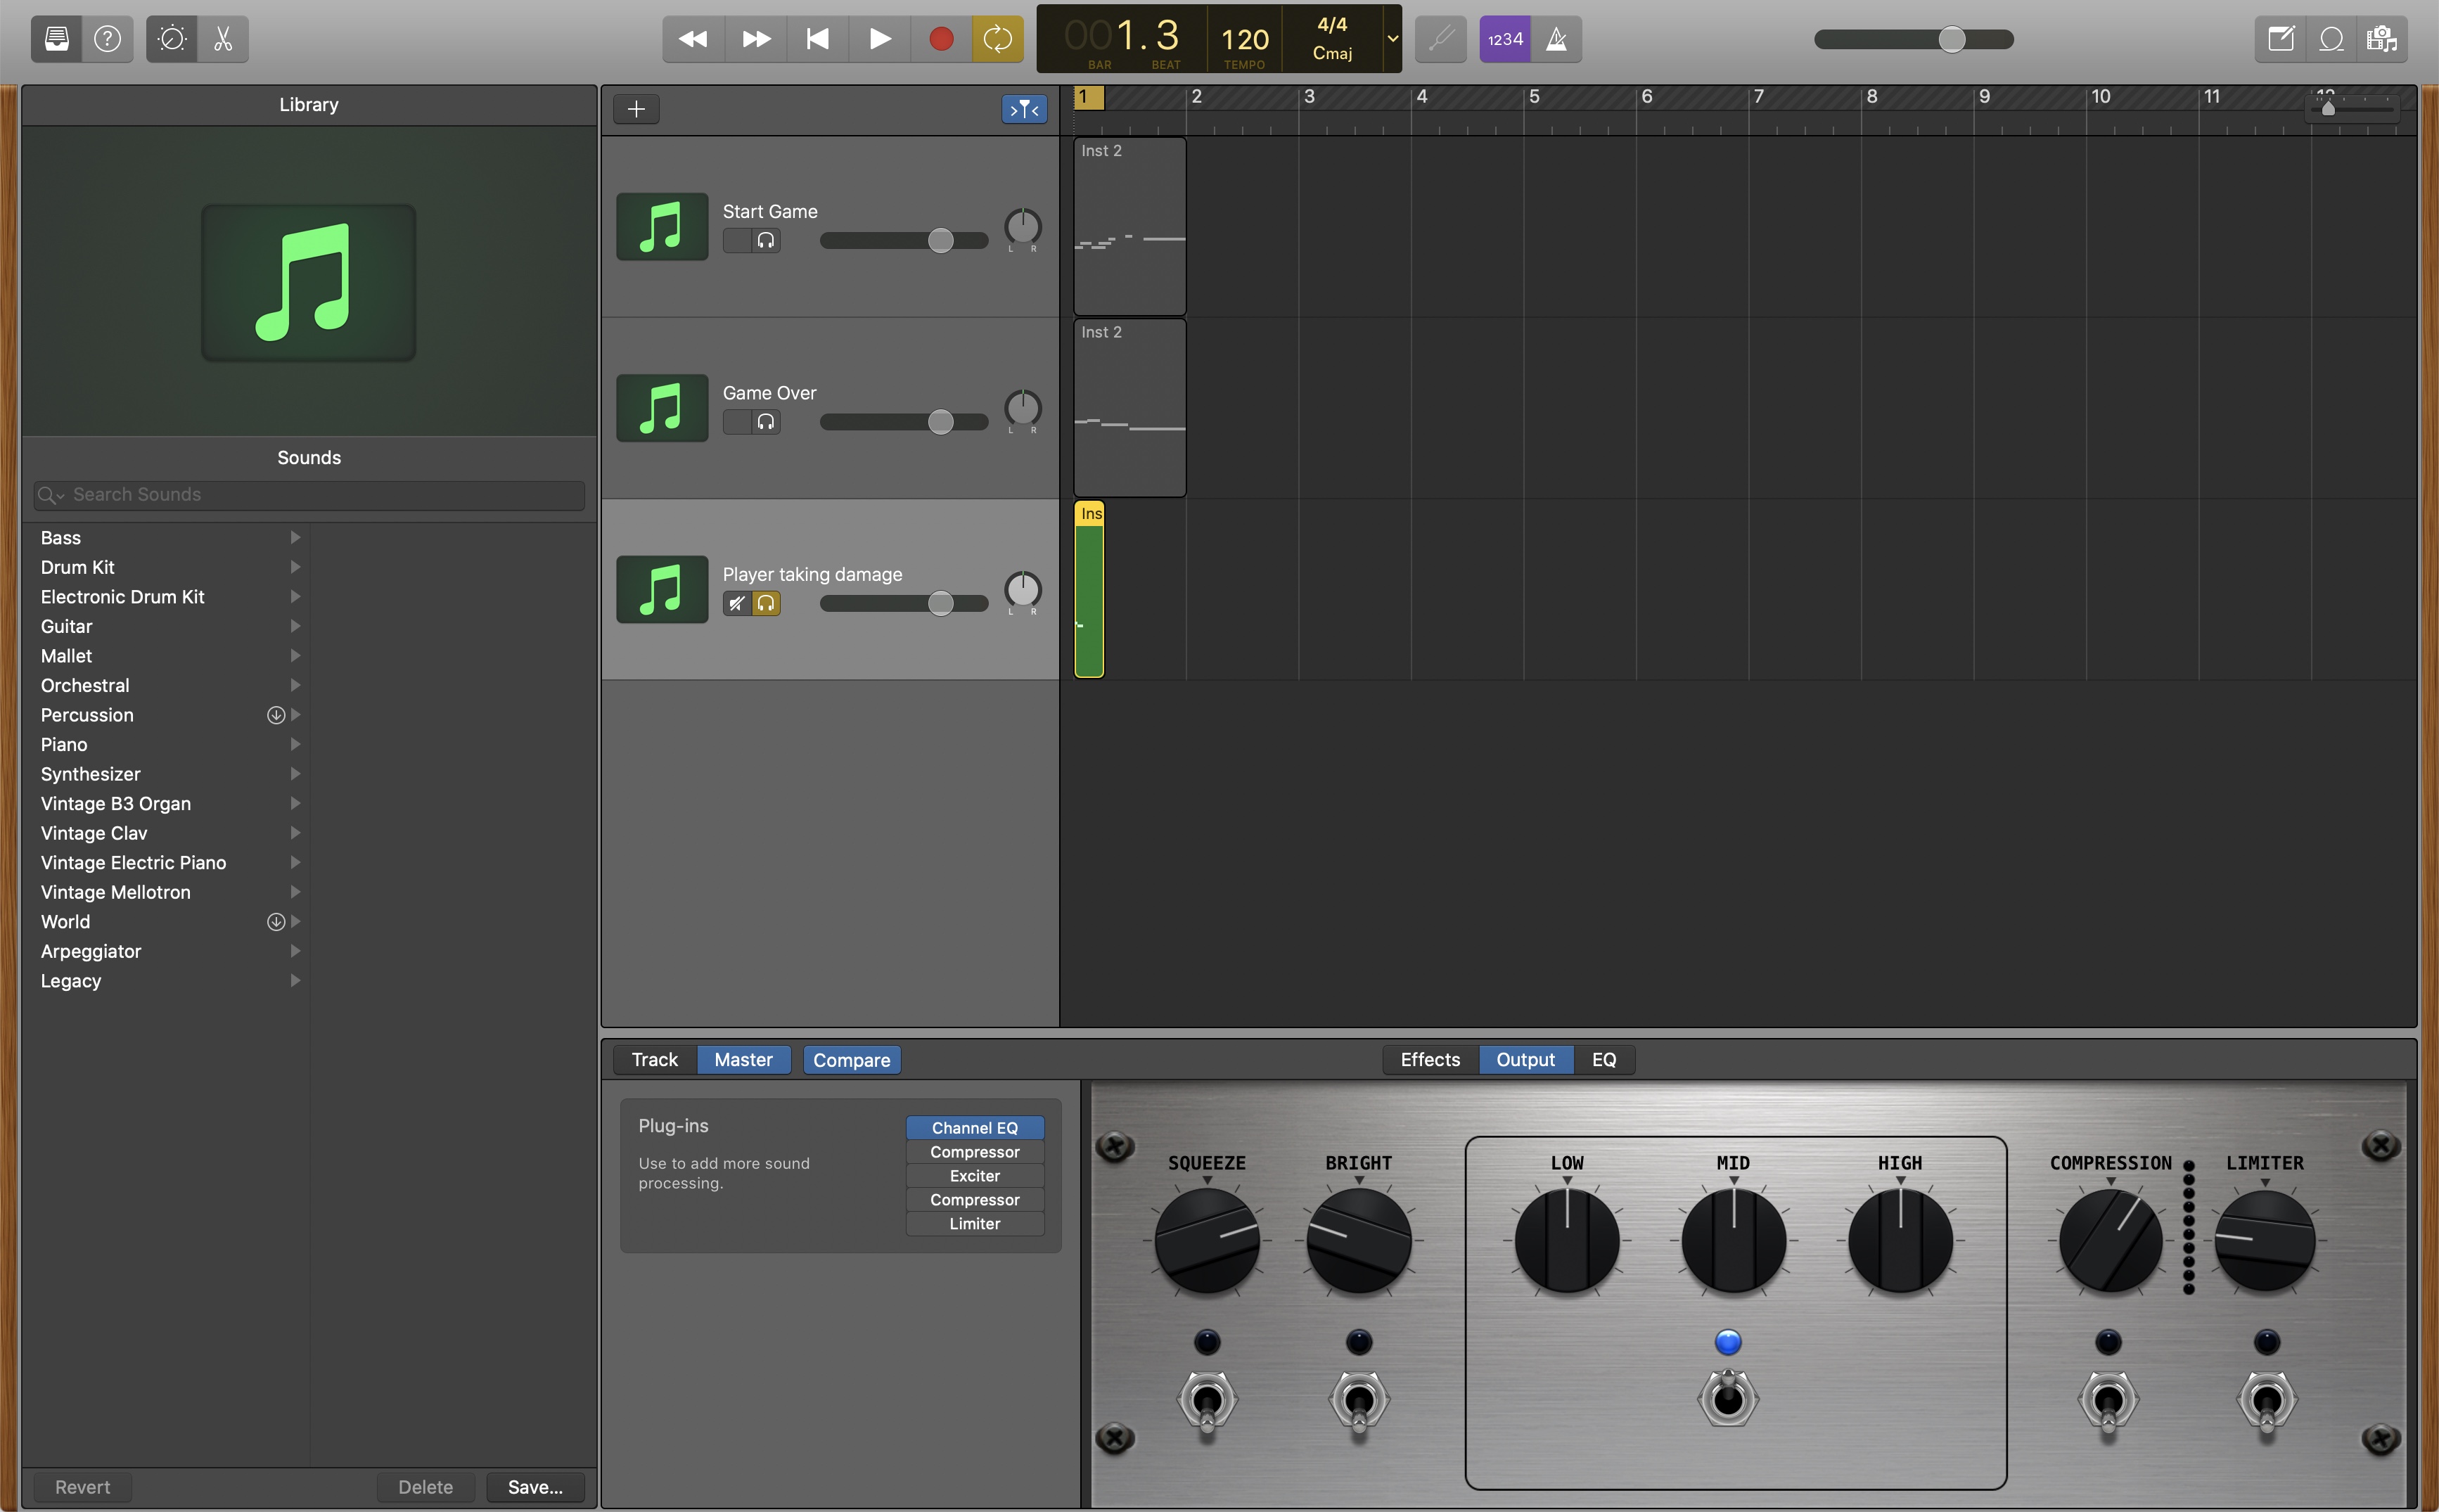 001.3
BAR BEAT
120
TEMPO
4/4
Cmaj
1234
Library
Sounds
Search Sounds
Bass
Drum Kit
Electronic Drum Kit
Guitar
Mallet
Orchestral
Percussion
Piano
Synthesizer
Vintage B3 Organ
Vintage Clav
Vintage Electric Piano
Vintage Mellotron
World
Arpeggiator
Legacy
Revert Delete Save...
1 2 3 4 5 6 7 8 9 10 11
Start Game
L R
Inst 2
Game Over
L R
Inst 2
Player taking damage
L R
Ins
Track Master Compare
Effects Output EQ
Plug-ins
Use to add more sound
processing.
Channel EQ
Compressor
Exciter
Compressor
Limiter
SQUEEZE BRIGHT LOW MID HIGH COMPRESSION LIMITER